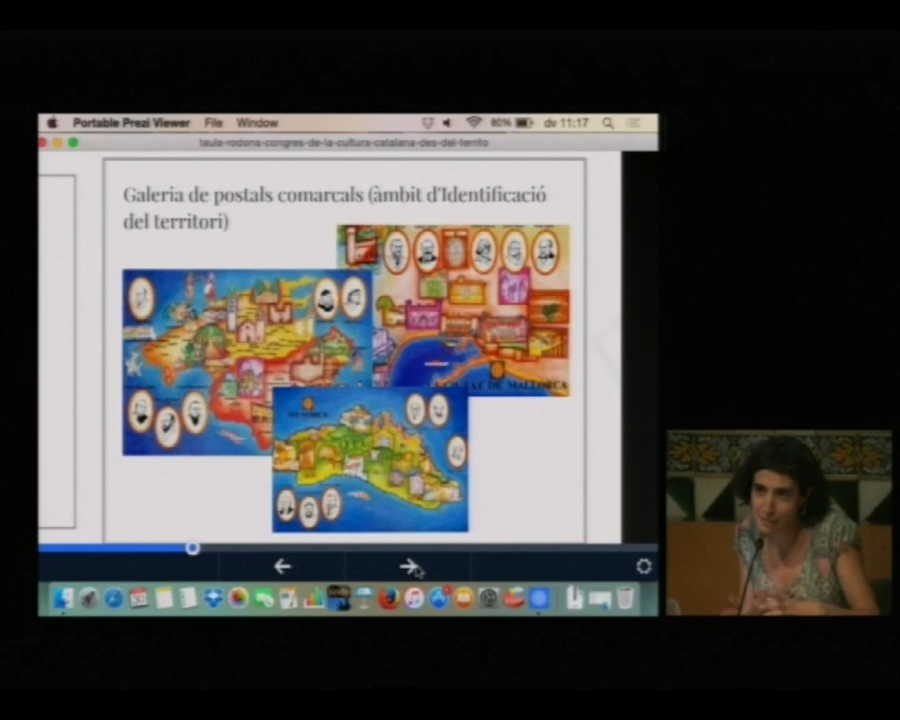 Portable Prezi Viewer File Window 80% dv 11:17
taula-rodona-congres-de-la-cultura-catalana-des-del-territo
Galeria de postals comarcals (àmbit d'Identificació
del territori)
CIUTAT DE MALLORCA
MENORCA